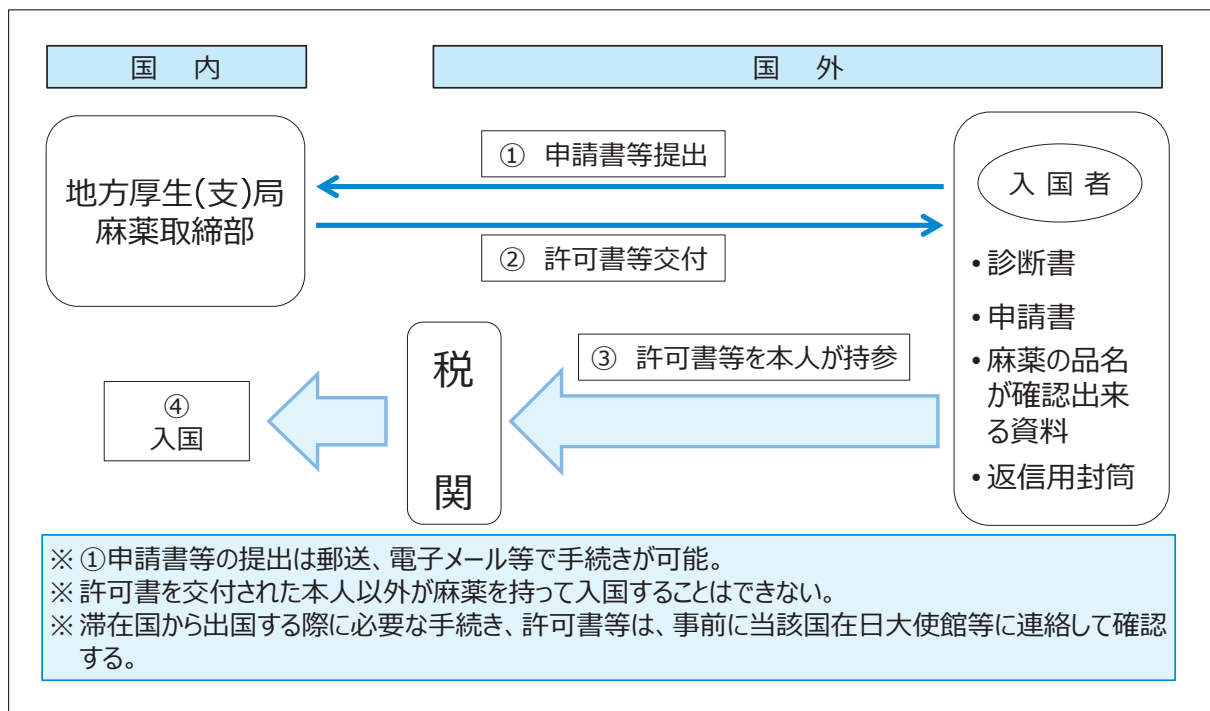 国　内
国　外
地方厚生(支)局
麻薬取締部
① 申請書等提出
② 許可書等交付
入 国 者
• 診断書
• 申請書
• 麻薬の品名
が確認出来
る資料
• 返信用封筒
税
関
③ 許可書等を本人が持参
④
入国
※ ①申請書等の提出は郵送、電子メール等で手続きが可能。
※ 許可書を交付された本人以外が麻薬を持って入国することはできない。
※ 滞在国から出国する際に必要な手続き、許可書等は、事前に当該国在日大使館等に連絡して確認
する。